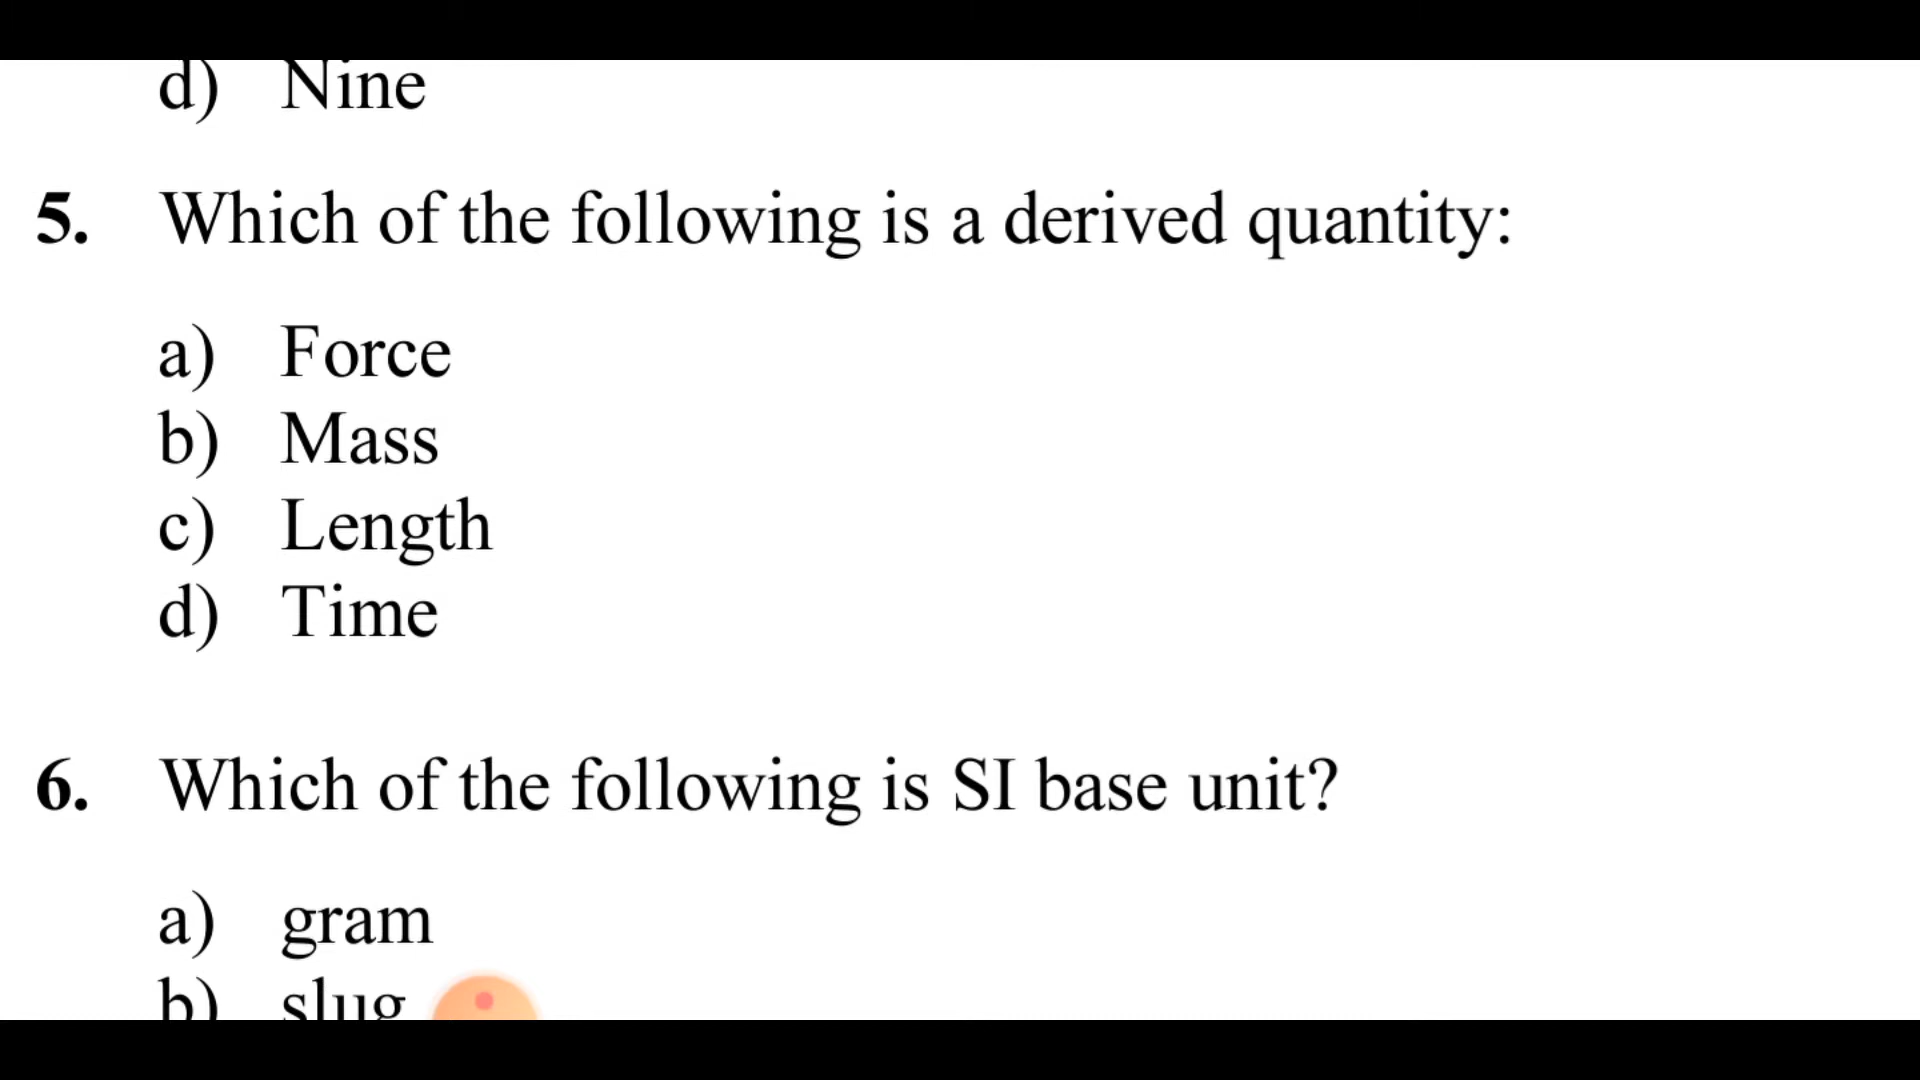 d) Nine
5. Which of the following is a derived quantity:
a) Force
b) Mass
c) Length
d) Time
6. Which of the following is SI base unit?
a) gram
b) slug